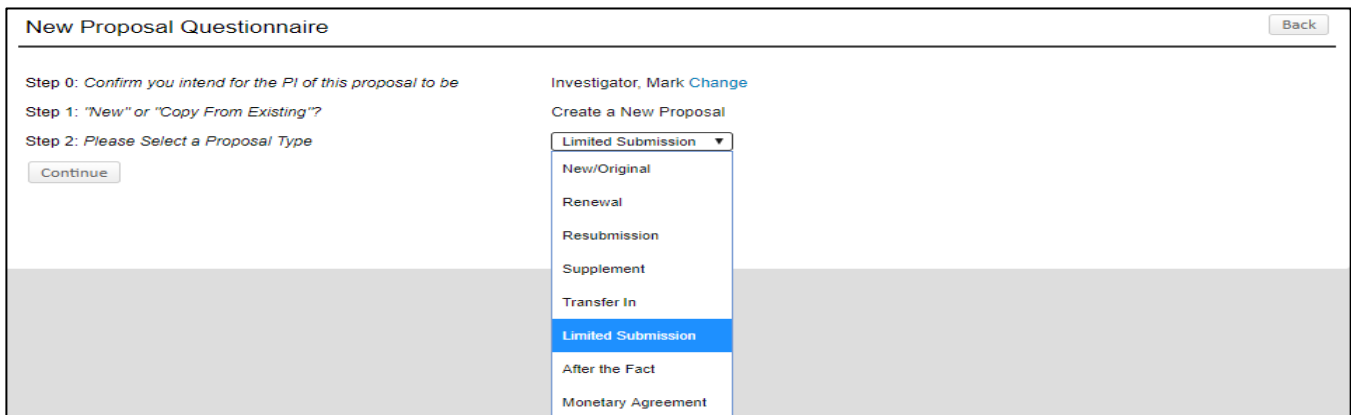 New Proposal Questionnaire
Back
Step 0: Confirm you intend for the PI of this proposal to be Investigator, Mark Change
Step 1: "New" or "Copy From Existing"? Create a New Proposal
Step 2: Please Select a Proposal Type Limited Submission ▼
Continue
New/Original
Renewal
Resubmission
Supplement
Transfer In
Limited Submission
After the Fact
Monetary Agreement